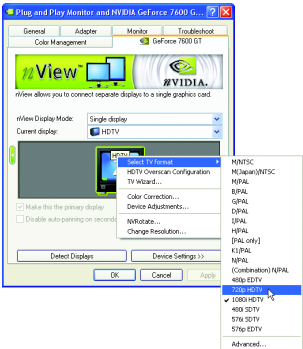 Plug and Play Monitor and NVIDIA GeForce 7600 G...
General
Adapter
Monitor
Troubleshoot
Color Management
GeForce 7600 GT
nView
NVIDIA.
nView allows you to connect separate displays to a single graphics card.
nView Display Mode:
Single display
Current display:
HDTV
HDTV
Select TV format
HDTV Overscan Configuration
TV Wizard...
Color Correction...
Device Adjustments...
NVRotate...
Change Resolution...
Make this the primary display
Disable auto-panning on seconda
Detect Displays
Device Settings >>
OK
Cancel
Apply
M/NTSC
M(Japan)/NTSC
M/PAL
B/PAL
G/PAL
D/PAL
I/PAL
H/PAL
[PAL only]
K1/PAL
N/PAL
(Combination) N/PAL
480p EDTV
720p HDTV
1080i HDTV
480i SDTV
576i SDTV
576p EDTV
Advanced...